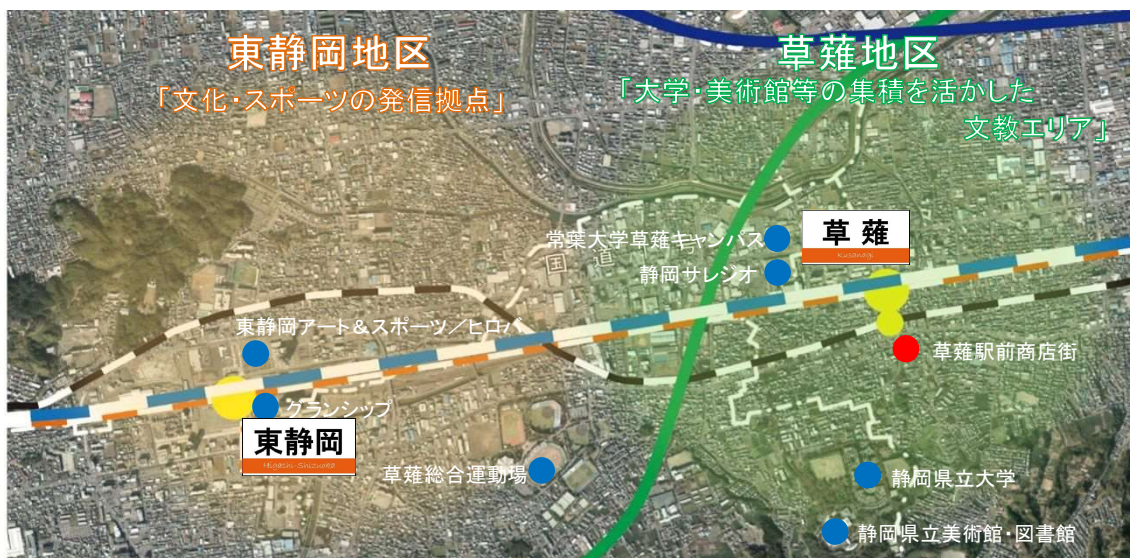 東静岡地区
「文化・スポーツの発信拠点」
草薙地区
「大学・美術館等の集積を活かした
文教エリア」
常葉大学草薙キャンパス
静岡サレジオ
草 薙
Kusanagi
国道
東静岡アート&スポーツ/ヒロバ
草薙駅前商店街
グランシップ
東静岡
Higashi-Shizuoka
草薙総合運動場
静岡県立大学
静岡県立美術館・図書館